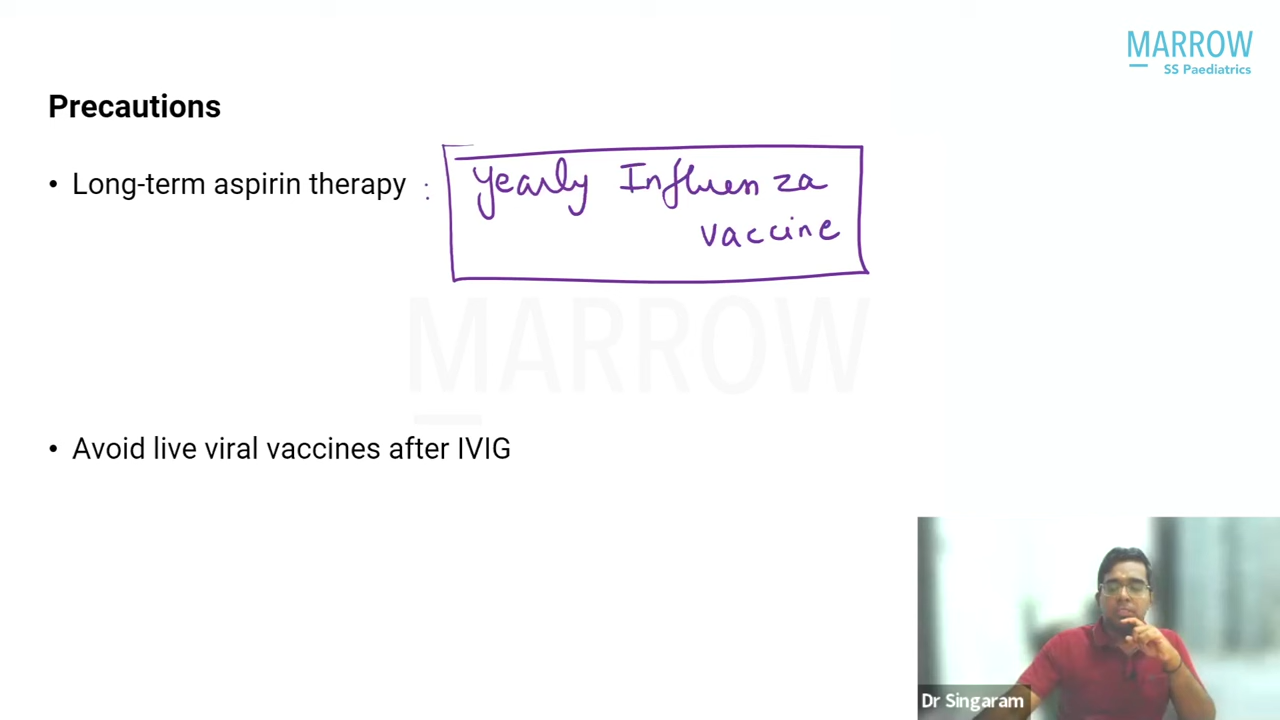 MARROW
SS Paediatrics
Precautions
• Long-term aspirin therapy : Yearly Influenza
vaccine
MARROW
• Avoid live viral vaccines after IVIG
Dr Singaram